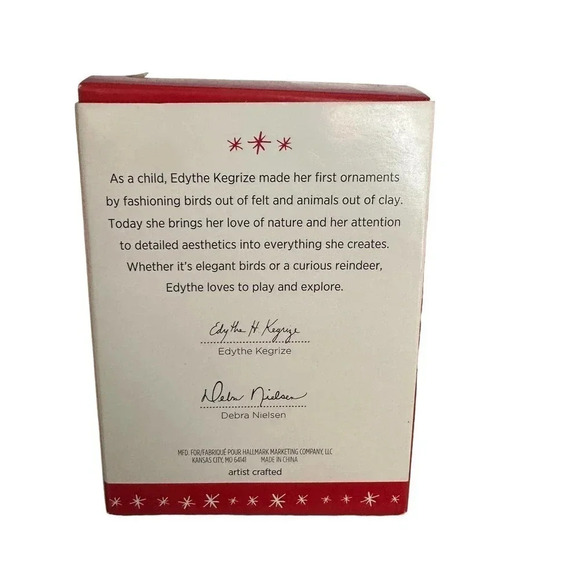 As a child, Edythe Kegrize made her first ornaments
by fashioning birds out of felt and animals out of clay.
Today she brings her love of nature and her attention
to detailed aesthetics into everything she creates.
Whether it's elegant birds or a curious reindeer,
Edythe loves to play and explore.
Edythe H Kegrize
Edythe Kegrize
Debra Nielsen
Debra Nielsen
MFD. FOR/FABRIQUÉ POUR HALLMARK MARKETING COMPANY, LLC
KANSAS CITY, MO 64141 MADE IN CHINA
artist crafted